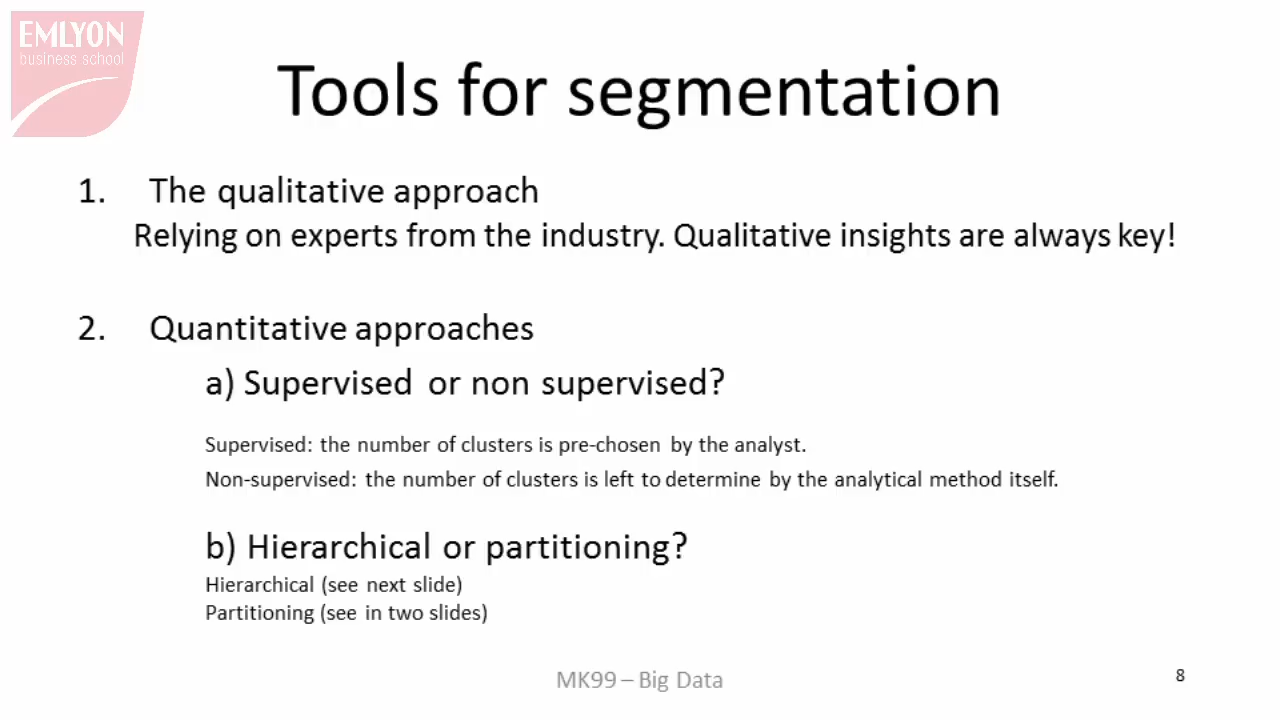 EMLYON
business school
Tools for segmentation
1. The qualitative approach
Relying on experts from the industry. Qualitative insights are always key!
2. Quantitative approaches
a) Supervised or non supervised?
Supervised: the number of clusters is pre-chosen by the analyst.
Non-supervised: the number of clusters is left to determine by the analytical method itself.
b) Hierarchical or partitioning?
Hierarchical (see next slide)
Partitioning (see in two slides)
MK99 – Big Data
8